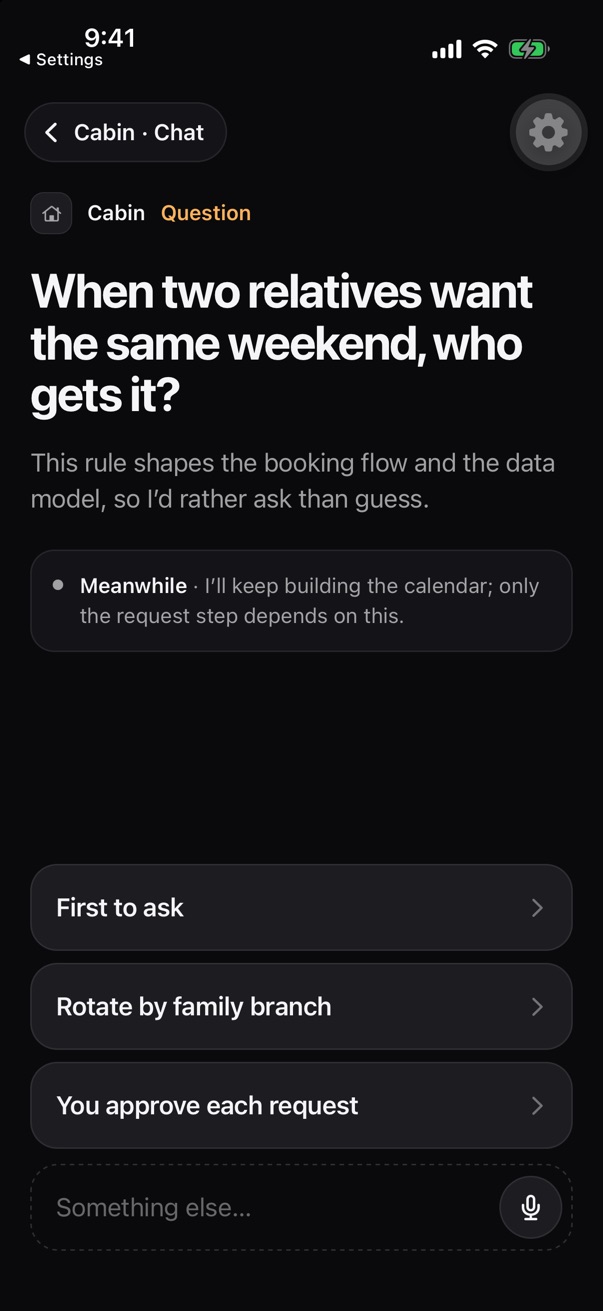 9:41
◀ Settings
Cabin · Chat
Cabin Question
When two relatives want
the same weekend, who
gets it?
This rule shapes the booking flow and the data
model, so I’d rather ask than guess.
Meanwhile · I’ll keep building the calendar; only
the request step depends on this.
First to ask
Rotate by family branch
You approve each request
Something else...